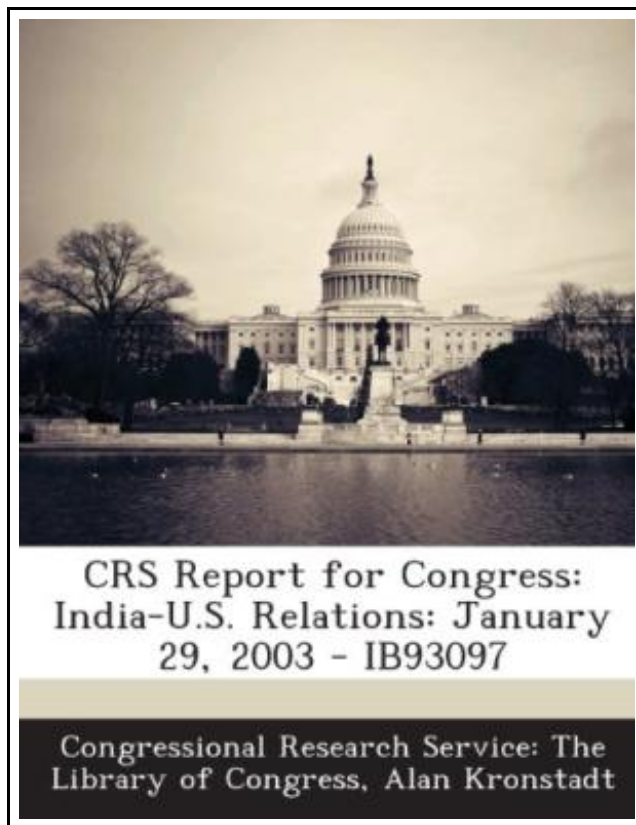 CRS Report for Congress:
India-U.S. Relations: January
29, 2003 - IB93097
Congressional Research Service: The
Library of Congress, Alan Kronstadt